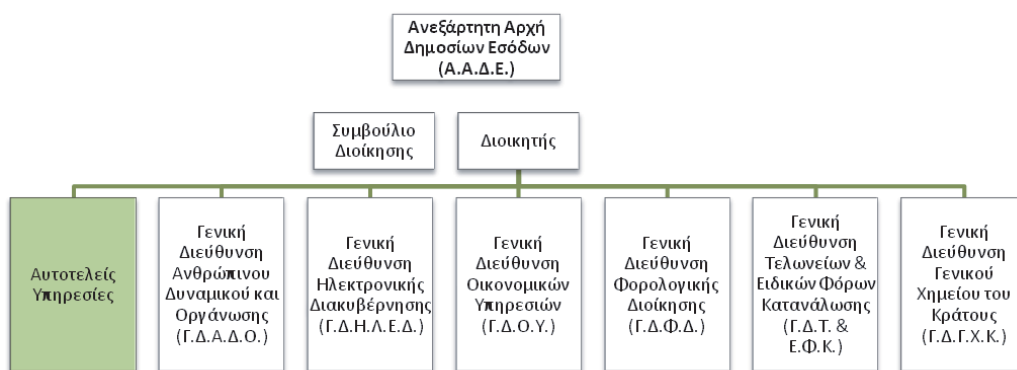 Ανεξάρτητη Αρχή
Δημοσίων Εσόδων
(Α.Α.Δ.Ε.)
Συμβούλιο
Διοίκησης
Διοικητής
Αυτοτελείς
Υπηρεσίες
Γενική
Διεύθυνση
Ανθρώπινου
Δυναμικού και
Οργάνωσης
(Γ.Δ.Α.Δ.Ο.)
Γενική
Διεύθυνση
Ηλεκτρονικής
Διακυβέρνησης
(Γ.Δ.Η.Λ.Ε.Δ.)
Γενική
Διεύθυνση
Οικονομικών
Υπηρεσιών
(Γ.Δ.Ο.Υ.)
Γενική
Διεύθυνση
Φορολογικής
Διοίκησης
(Γ.Δ.Φ.Δ.)
Γενική
Διεύθυνση
Τελωνείων &
Ειδικών Φόρων
Κατανάλωσης
(Γ.Δ.Τ. &
Ε.Φ.Κ.)
Γενική
Διεύθυνση
Γενικού
Χημείου του
Κράτους
(Γ.Δ.Γ.Χ.Κ.)